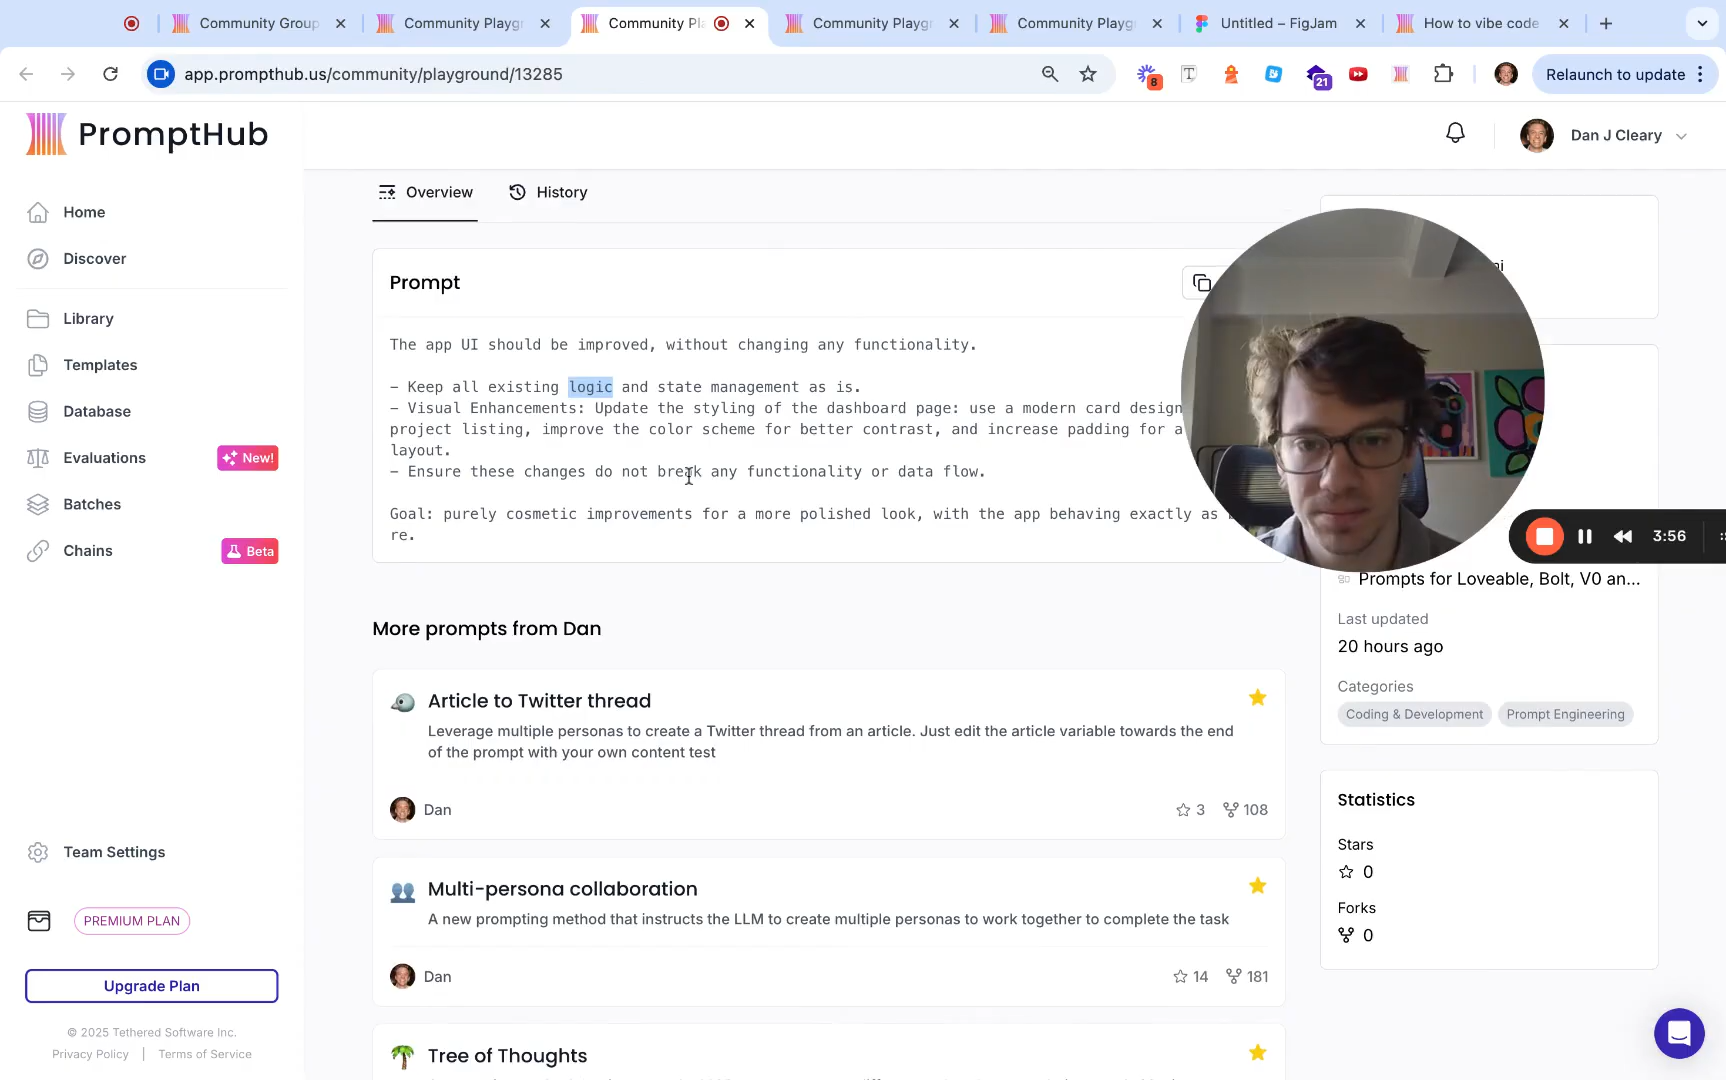 Community Group
Community Playgr
Community Pl
Community Playgr
Community Playg
Untitled – FigJam
How to vibe code
app.prompthub.us/community/playground/13285
8
T
21
Relaunch to update
PromptHub
Dan J Cleary
Home
Discover
Library
Templates
Database
Evaluations
New!
Batches
Chains
Beta
Team Settings
PREMIUM PLAN
Upgrade Plan
© 2025 Tethered Software Inc.
Privacy Policy | Terms of Service
Overview
History
Prompt
The app UI should be improved, without changing any functionality.
- Keep all existing logic and state management as is.
- Visual Enhancements: Update the styling of the dashboard page: use a modern card design
project listing, improve the color scheme for better contrast, and increase padding for a
layout.
- Ensure these changes do not break any functionality or data flow.
Goal: purely cosmetic improvements for a more polished look, with the app behaving exactly as
re.
More prompts from Dan
Article to Twitter thread
Leverage multiple personas to create a Twitter thread from an article. Just edit the article variable towards the end
of the prompt with your own content test
Dan
3
108
Multi-persona collaboration
A new prompting method that instructs the LLM to create multiple personas to work together to complete the task
Dan
14
181
Tree of Thoughts
3:56
Prompts for Loveable, Bolt, V0 an...
Last updated
20 hours ago
Categories
Coding & Development
Prompt Engineering
Statistics
Stars
0
Forks
0